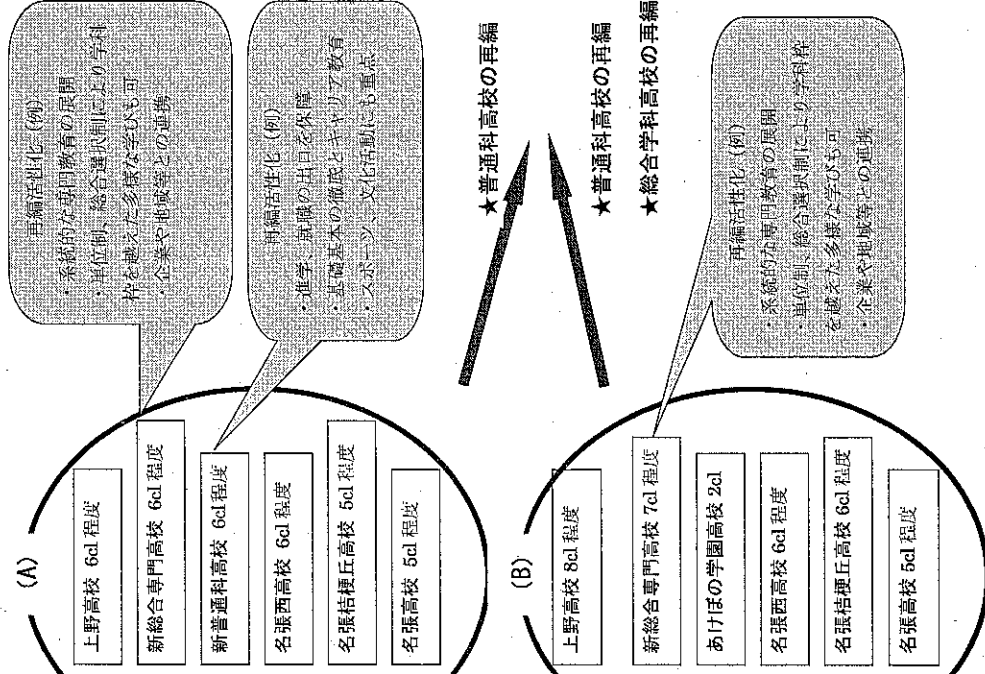 (A)
上野高校 6cl 程度
新総合専門高校 6cl 程度
新普通科高校 6cl 程度
名張西高校 6cl 程度
名張桔梗丘高校 5cl 程度
名張高校 5cl 程度
再編活性化（例）
・系統的な専門教育の展開
・単位制、総合選択制により学科
枠を越えた多様な学びも可
・企業や地域等との連携
再編活性化（例）
・進学、就職の出口を保障
・基礎基本の徹底とキャリア教育
・スポーツ、文化活動にも重点
★普通科高校の再編
(B)
上野高校 8cl 程度
新総合専門高校 7cl 程度
あけぼの学園高校 2cl
名張西高校 6cl 程度
名張桔梗丘高校 6cl 程度
名張高校 5cl 程度
★普通科高校の再編
★総合学科高校の再編
再編活性化（例）
・系統的な専門教育の展開
・単位制、総合選択制により学科枠
を越えた多様な学びも可
・企業や地域等との連携